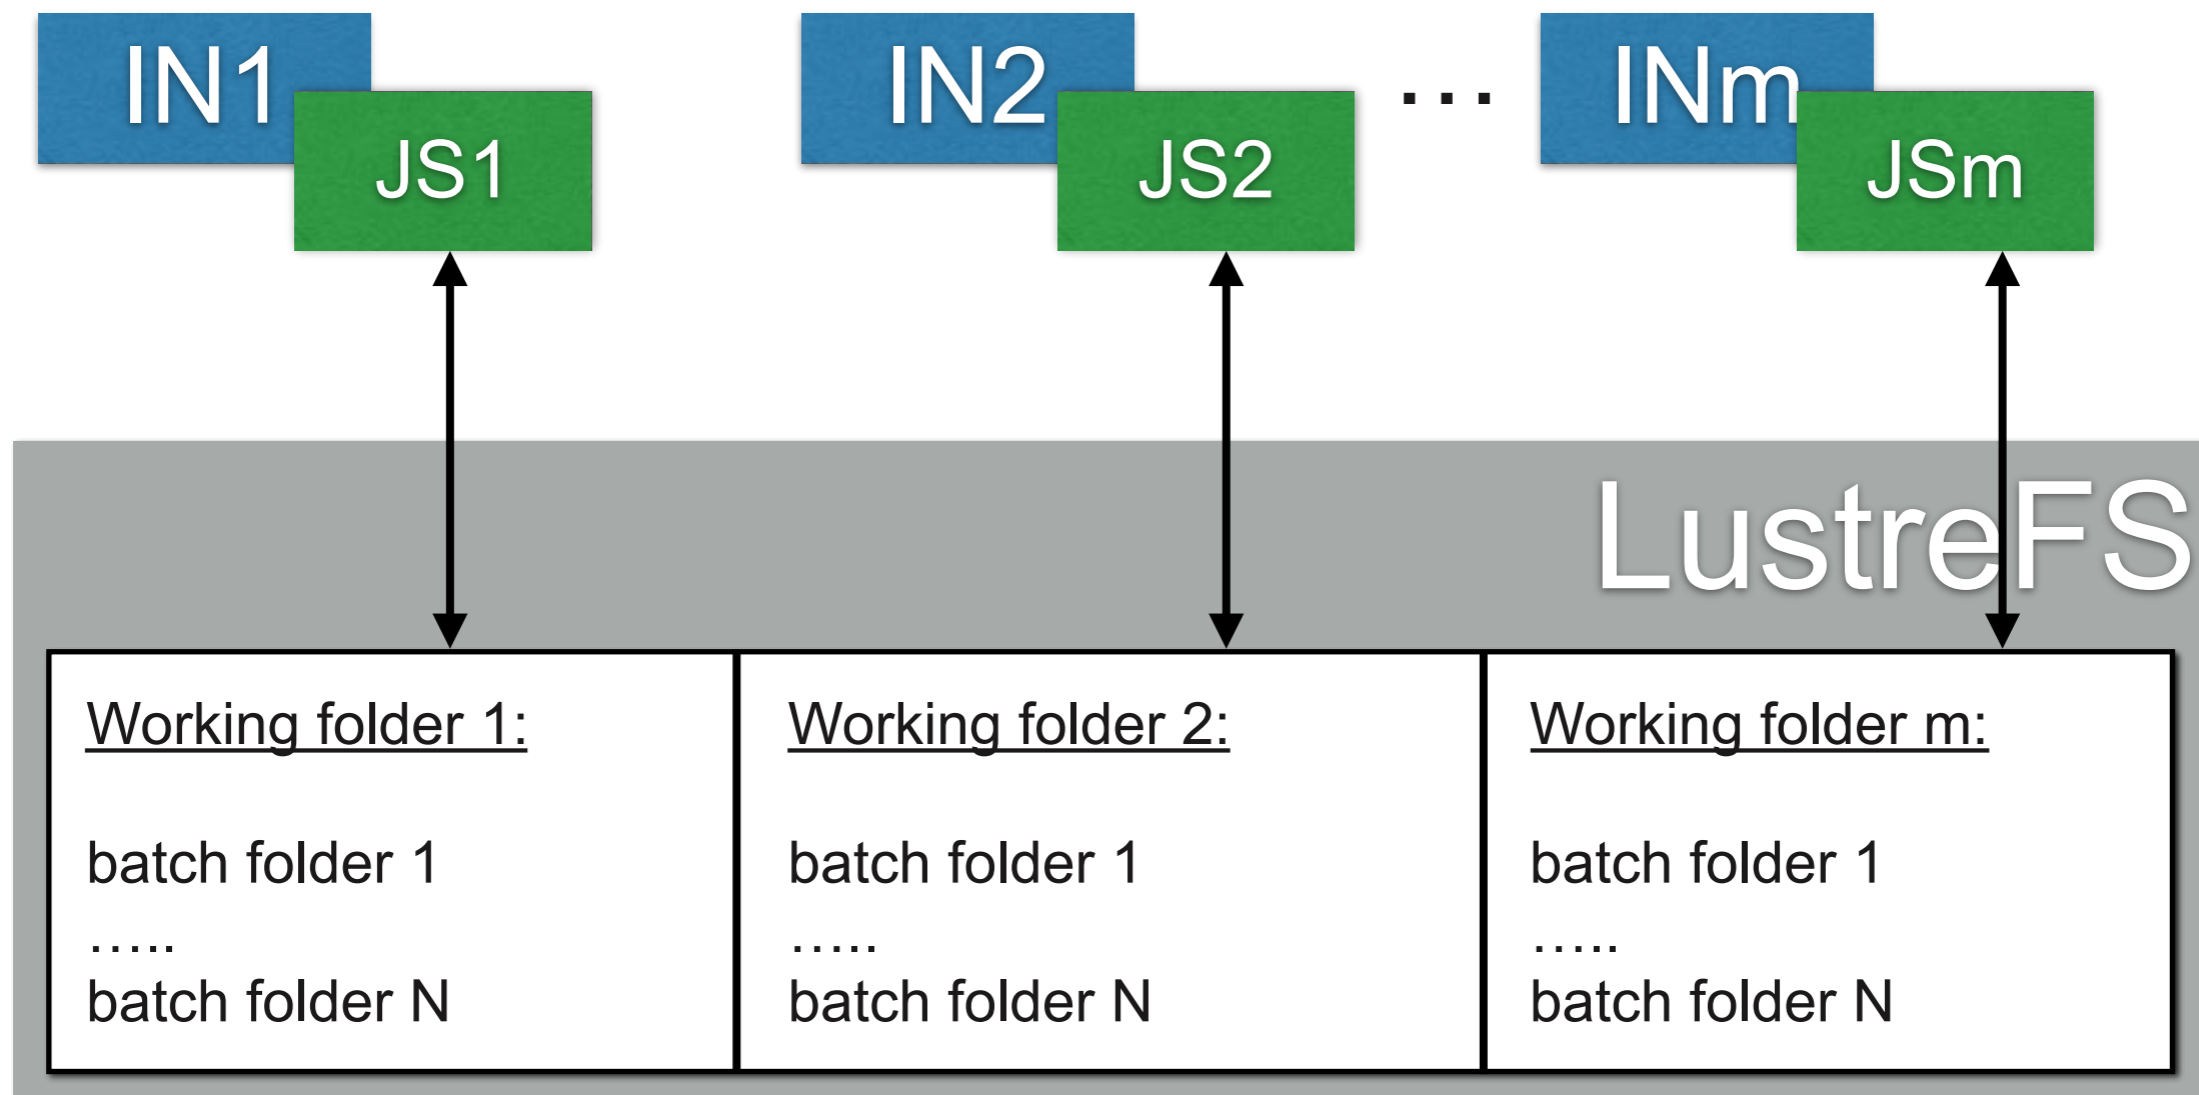 IN1
JS1
IN2
JS2
...
INm
JSm
LustreFS
Working folder 1:
batch folder 1
.....
batch folder N
Working folder 2:
batch folder 1
.....
batch folder N
Working folder m:
batch folder 1
.....
batch folder N